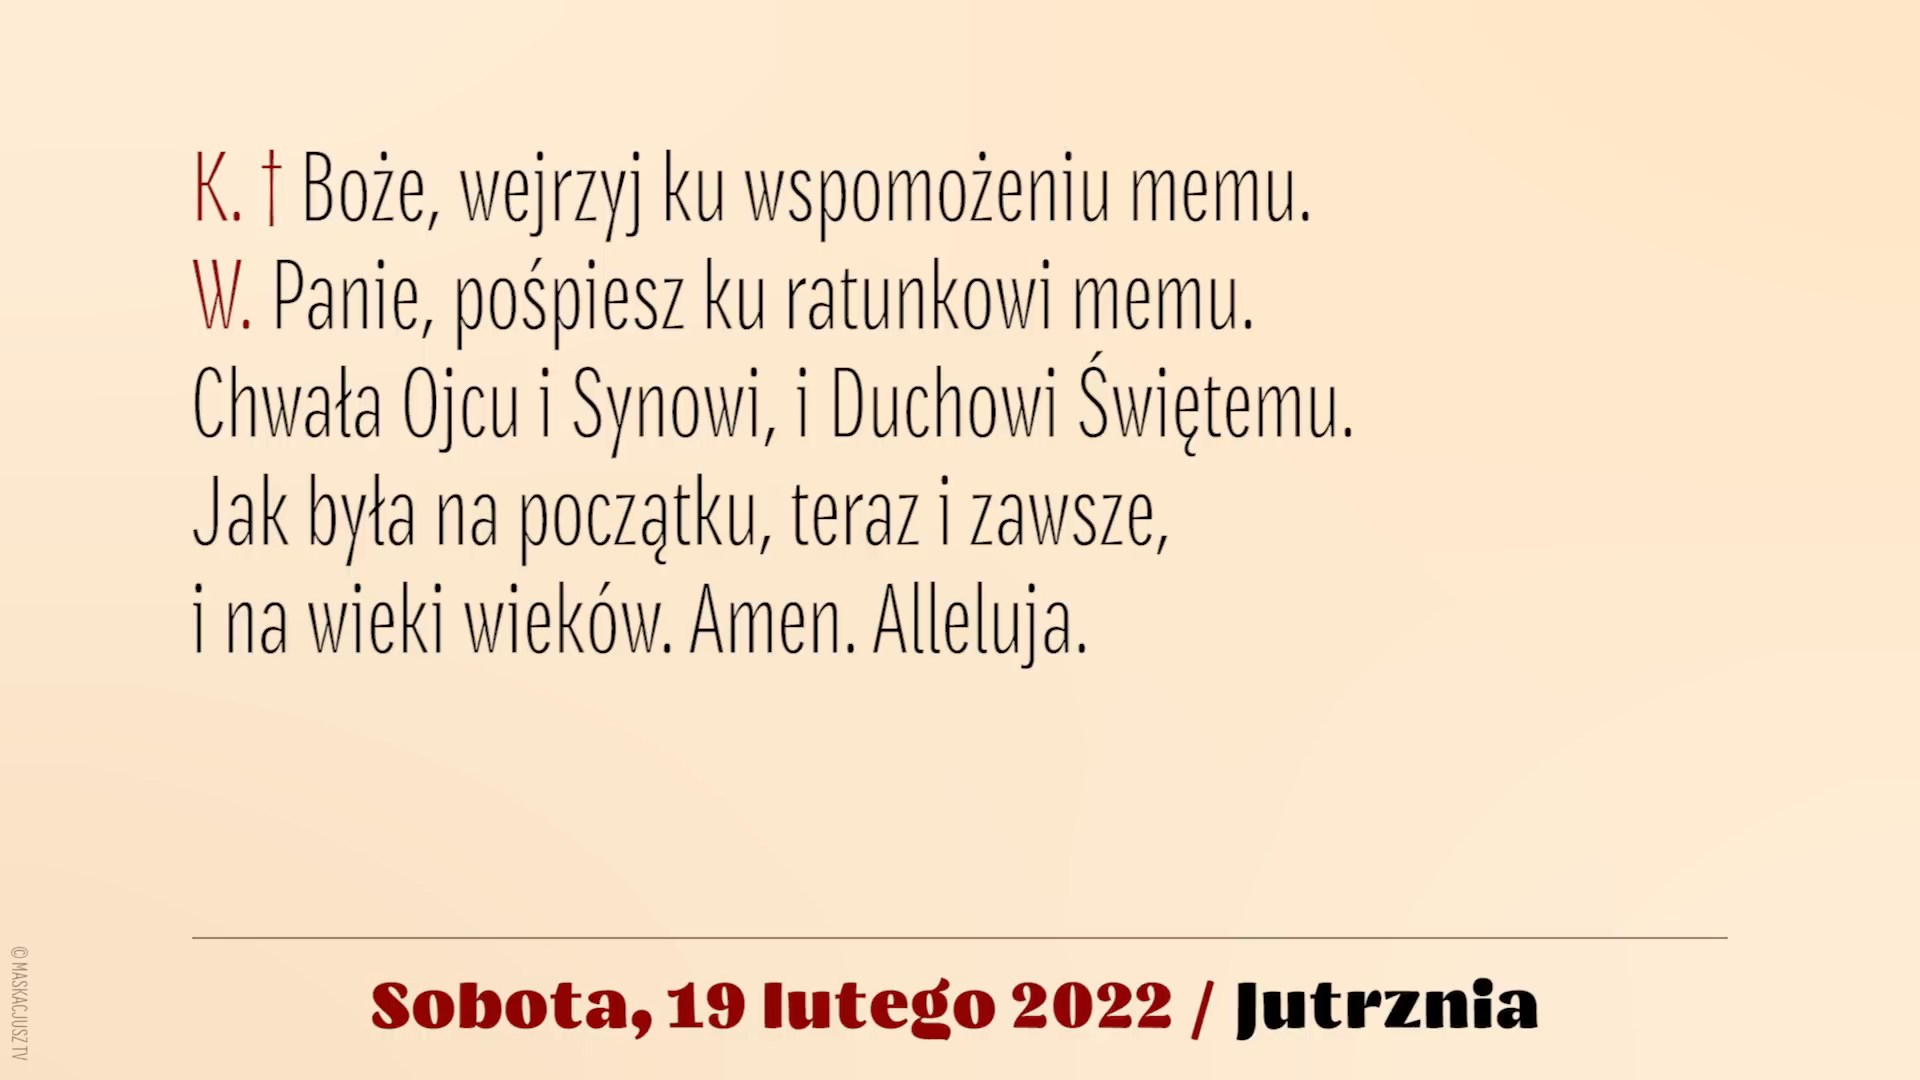 K. † Boże, wejrzyj ku wspomożeniu memu.
W. Panie, pośpiesz ku ratunkowi memu.
Chwała Ojcu i Synowi, i Duchowi Świętemu.
Jak była na początku, teraz i zawsze,
i na wieki wieków. Amen. Alleluja.
Sobota, 19 lutego 2022 / Jutrznia
© MASKACJUSZ TV